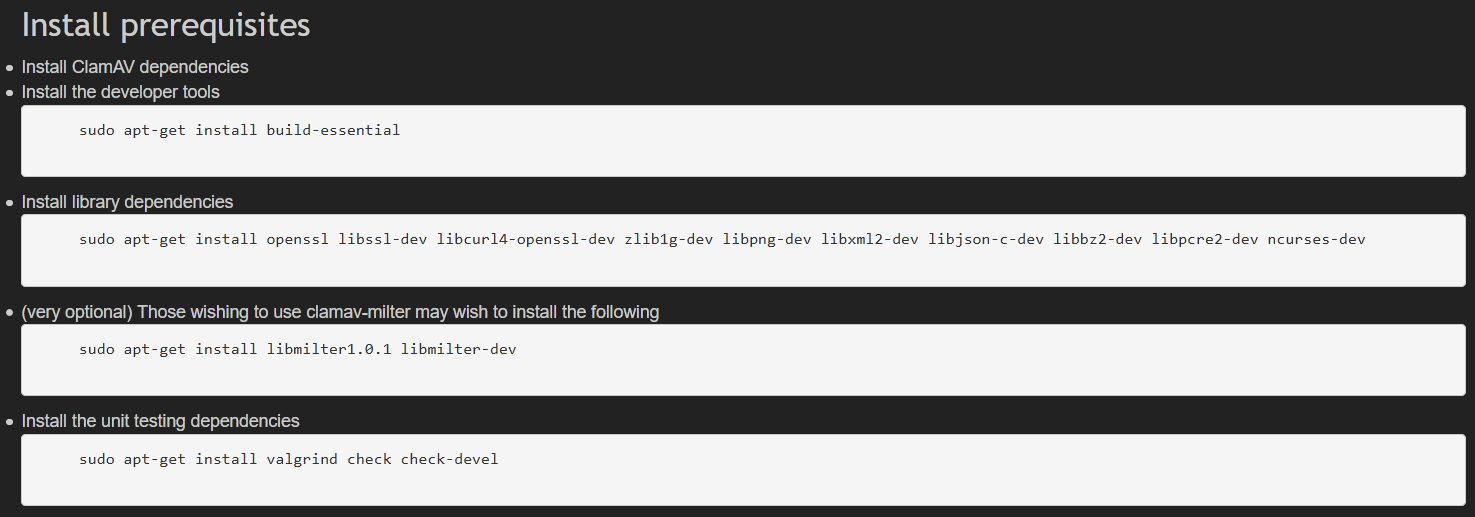 Install prerequisites
Install ClamAV dependencies
Install the developer tools
sudo apt-get install build-essential
Install library dependencies
sudo apt-get install openssl libssl-dev libcurl4-openssl-dev zlib1g-dev libpng-dev libxml2-dev libjson-c-dev libbz2-dev libpcre2-dev ncurses-dev
(very optional) Those wishing to use clamav-milter may wish to install the following
sudo apt-get install libmilter1.0.1 libmilter-dev
Install the unit testing dependencies
sudo apt-get install valgrind check check-devel